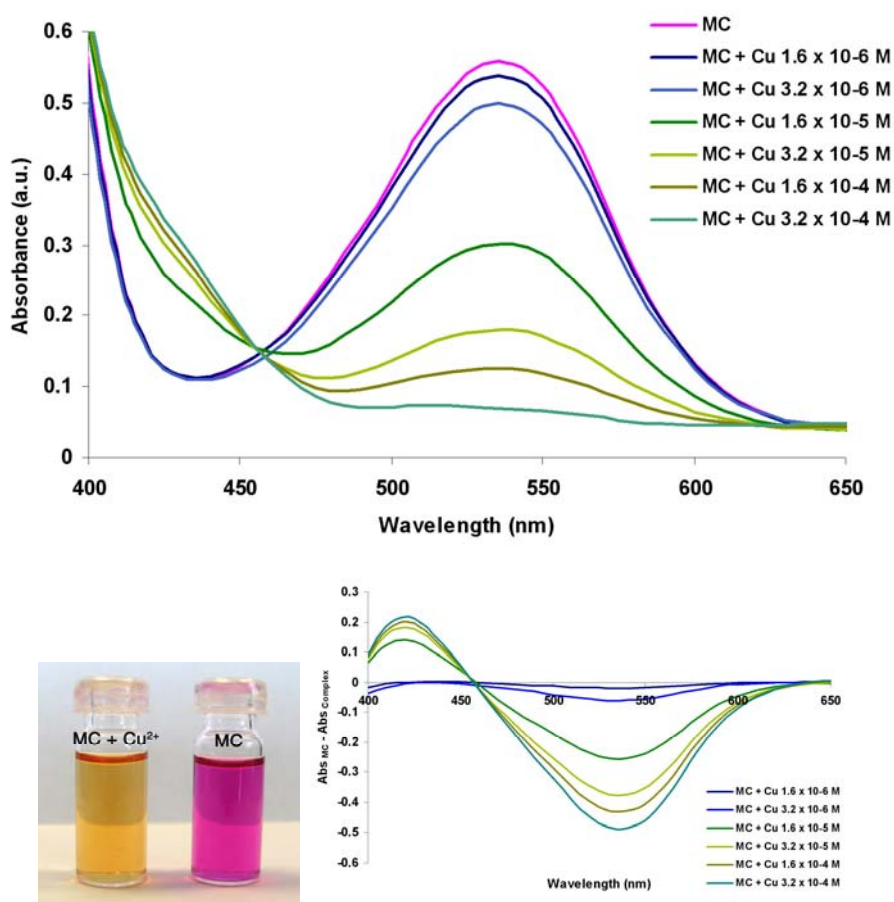 0.6
0.5
0.4
0.3
0.2
0.1
0
Absorbance (a.u.)
400 450 500 550 600 650
Wavelength (nm)
MC
MC + Cu 1.6 x 10-6 M
MC + Cu 3.2 x 10-6 M
MC + Cu 1.6 x 10-5 M
MC + Cu 3.2 x 10-5 M
MC + Cu 1.6 x 10-4 M
MC + Cu 3.2 x 10-4 M
MC + Cu²⁺
MC
0.3
0.2
0.1
0
-0.1
-0.2
-0.3
-0.4
-0.5
-0.6
Abs MC - Abs Complex
400 450 500 550 600 650
Wavelength (nm)
MC + Cu 1.6 x 10-6 M
MC + Cu 3.2 x 10-6 M
MC + Cu 1.6 x 10-5 M
MC + Cu 3.2 x 10-5 M
MC + Cu 1.6 x 10-4 M
MC + Cu 3.2 x 10-4 M